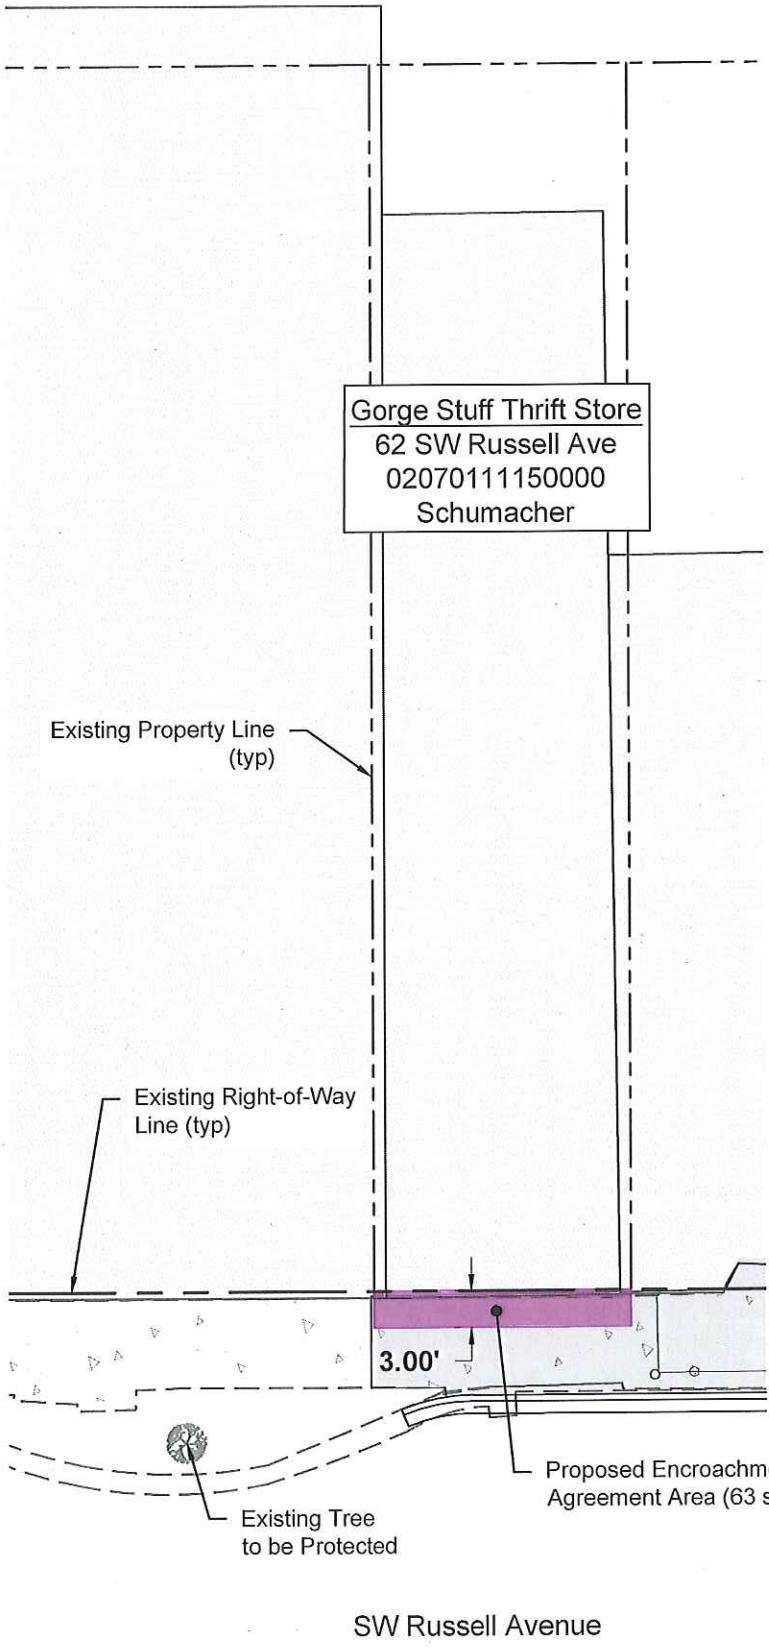 Gorge Stuff Thrift Store
62 SW Russell Ave
02070111150000
Schumacher
Existing Property Line
(typ)
Existing Right-of-Way
Line (typ)
3.00'
Proposed Encroachm
Agreement Area (63 s
Existing Tree
to be Protected
SW Russell Avenue